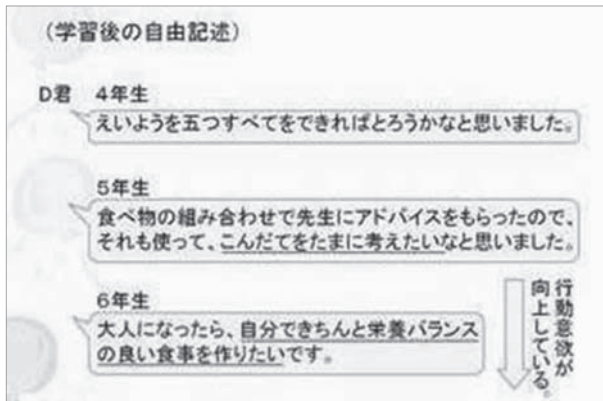 (学習後の自由記述)
D君 4年生
えいようを五つすべてをできればとろうかなと思いました。
5年生
食べ物の組み合わせで先生にアドバイスをもらったので、
それも使って、こんだてをたまに考えたいなと思いました。
6年生
大人になったら、自分できちんと栄養バランス
の良い食事を作りたいです。
行動意欲が
向上している。